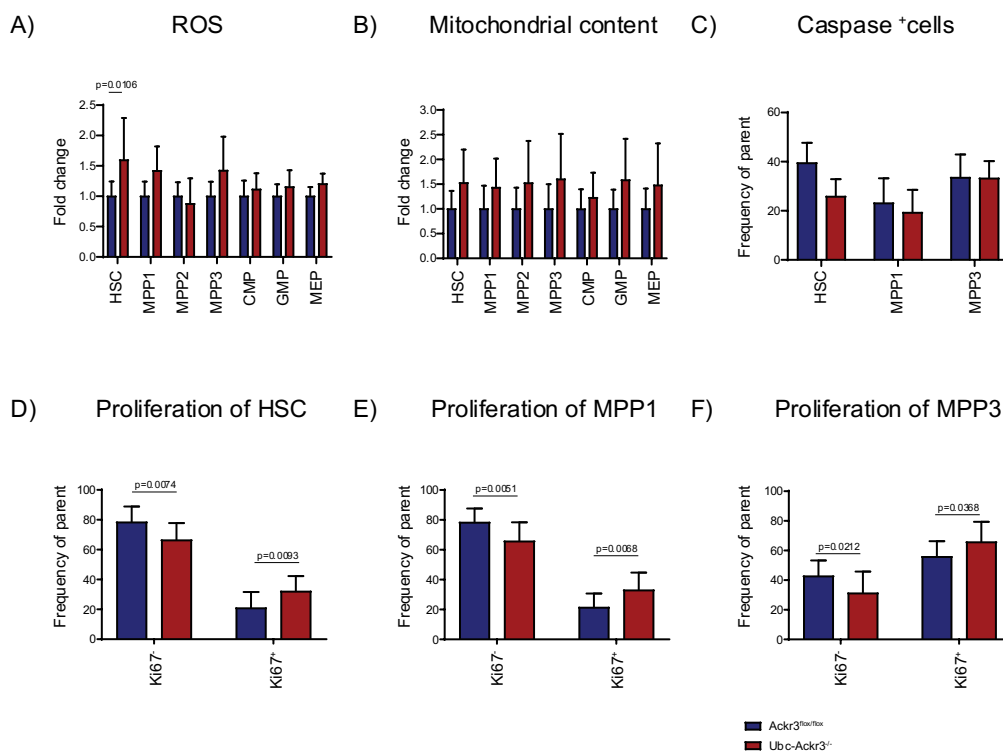 A) ROS
B) Mitochondrial content
C) Caspase ⁺cells
p=0.0106
Fold change
2.5
2.0
1.5
1.0
0.5
0.0
HSC
MPP1
MPP2
MPP3
CMP
GMP
MEP
Fold change
3.0
2.5
2.0
1.5
1.0
0.5
0.0
HSC
MPP1
MPP2
MPP3
CMP
GMP
MEP
Frequency of parent
60
40
20
0
HSC
MPP1
MPP3
D) Proliferation of HSC
E) Proliferation of MPP1
F) Proliferation of MPP3
Frequency of parent
100
80
60
40
20
0
p=0.0074
p=0.0093
Ki67⁻
Ki67⁺
Frequency of parent
100
80
60
40
20
0
p=0.0051
p=0.0068
Ki67⁻
Ki67⁺
Frequency of parent
100
80
60
40
20
0
p=0.0212
p=0.0368
Ki67⁻
Ki67⁺
Ackr3flox/flox
Ubc-Ackr3⁻/⁻